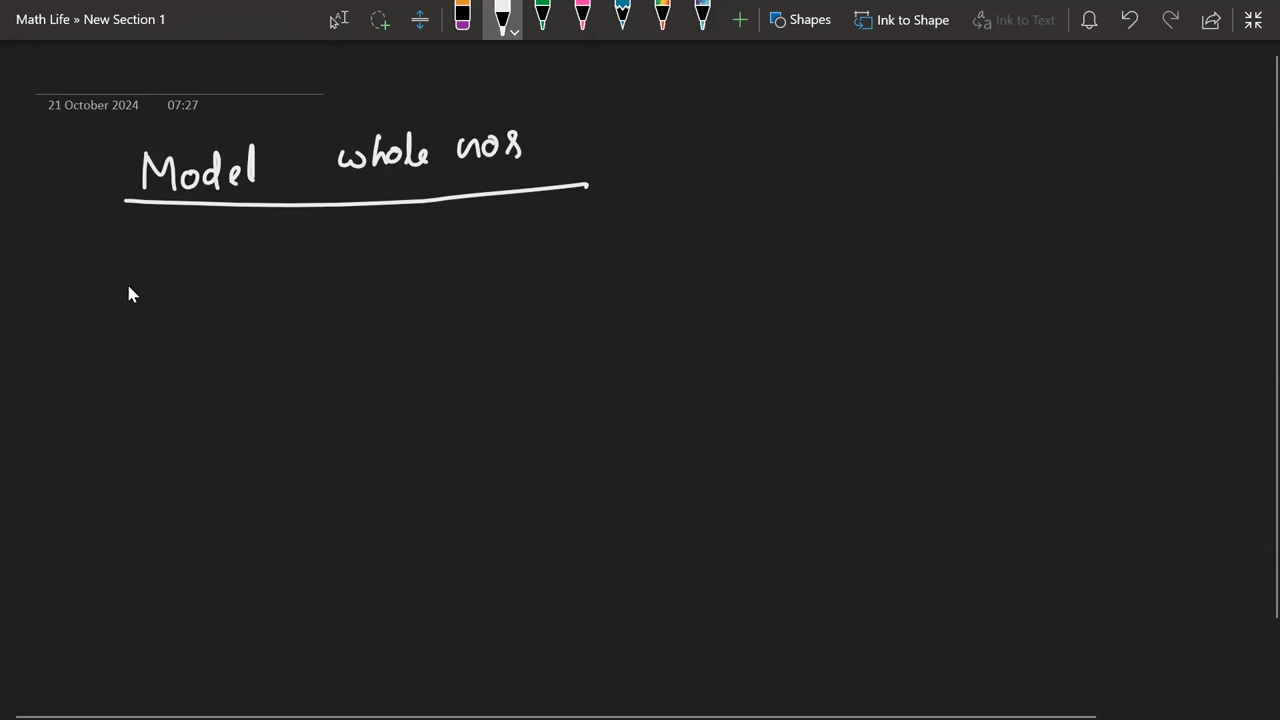 Math Life » New Section 1
Shapes
Ink to Shape
Ink to Text
21 October 2024 07:27
Model whole nos